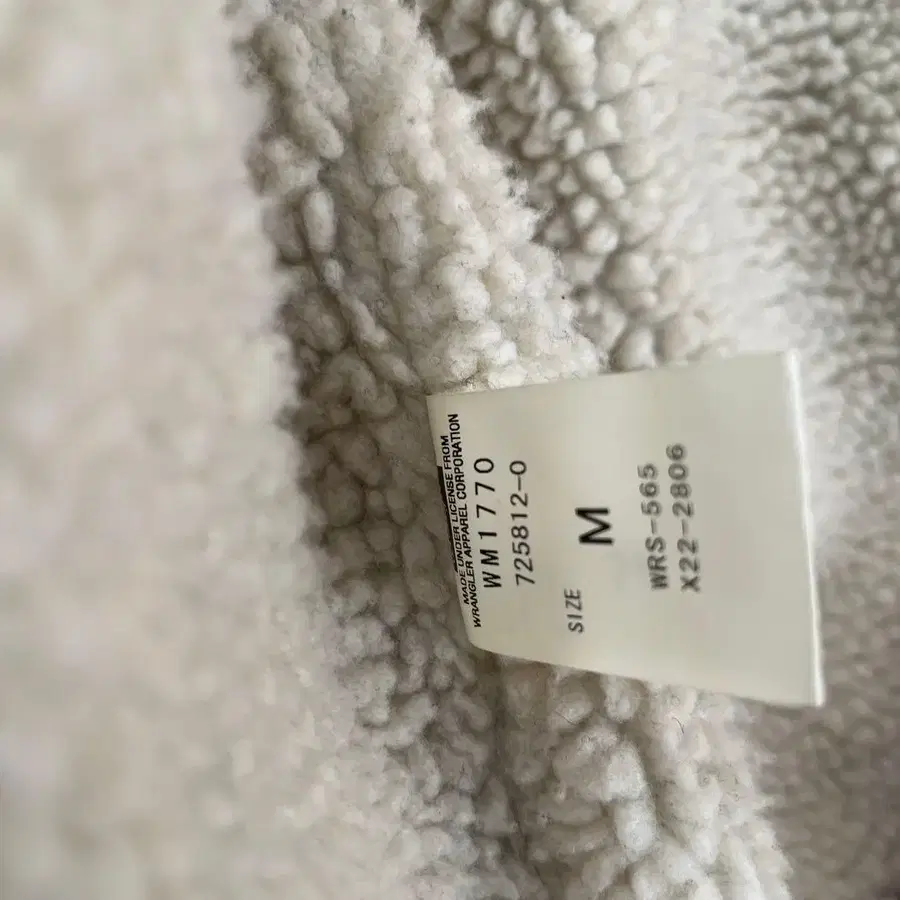 MADE UNDER LICENSE FROM
WRANGLER APPAREL CORPORATION
WM1770
725812-0
SIZE M
WRS-565
X22-2806